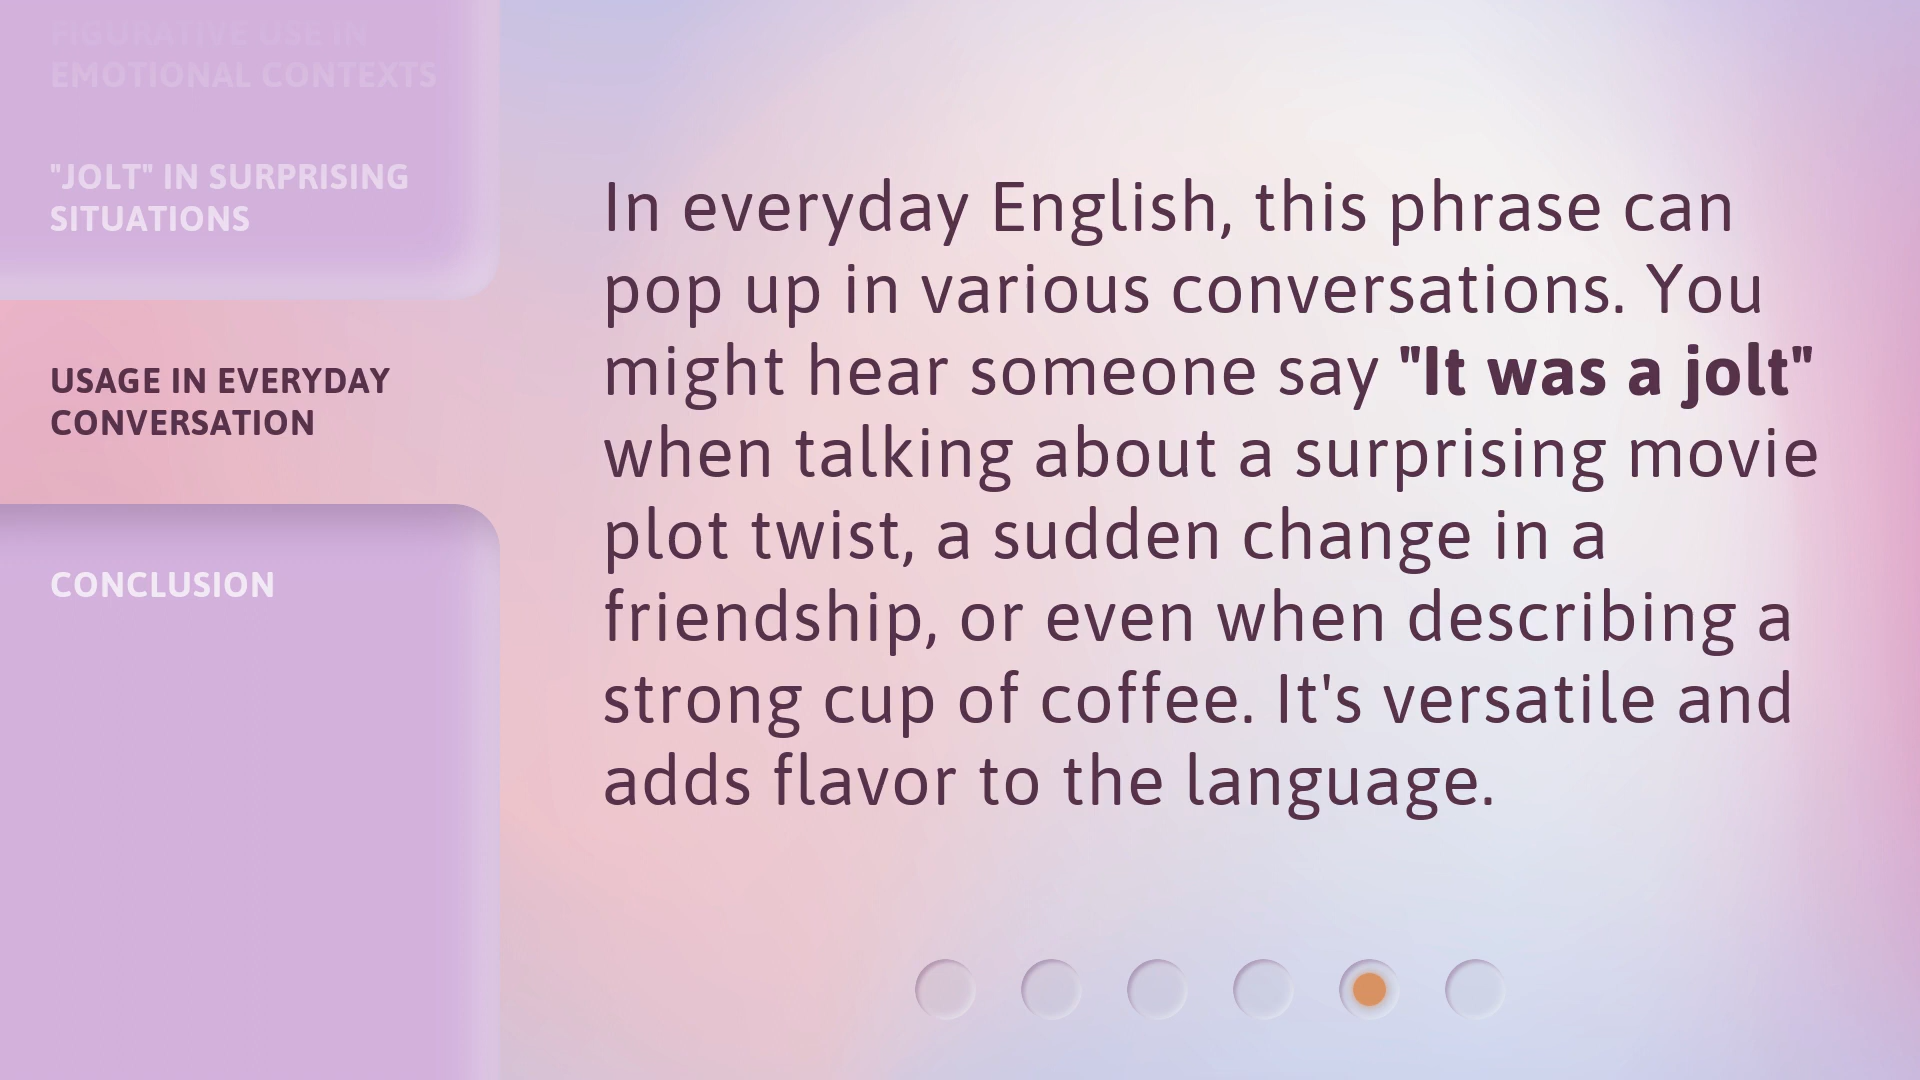 FIGURATIVE USE IN
EMOTIONAL CONTEXTS
"JOLT" IN SURPRISING
SITUATIONS
USAGE IN EVERYDAY
CONVERSATION
CONCLUSION
In everyday English, this phrase can
pop up in various conversations. You
might hear someone say "It was a jolt"
when talking about a surprising movie
plot twist, a sudden change in a
friendship, or even when describing a
strong cup of coffee. It's versatile and
adds flavor to the language.